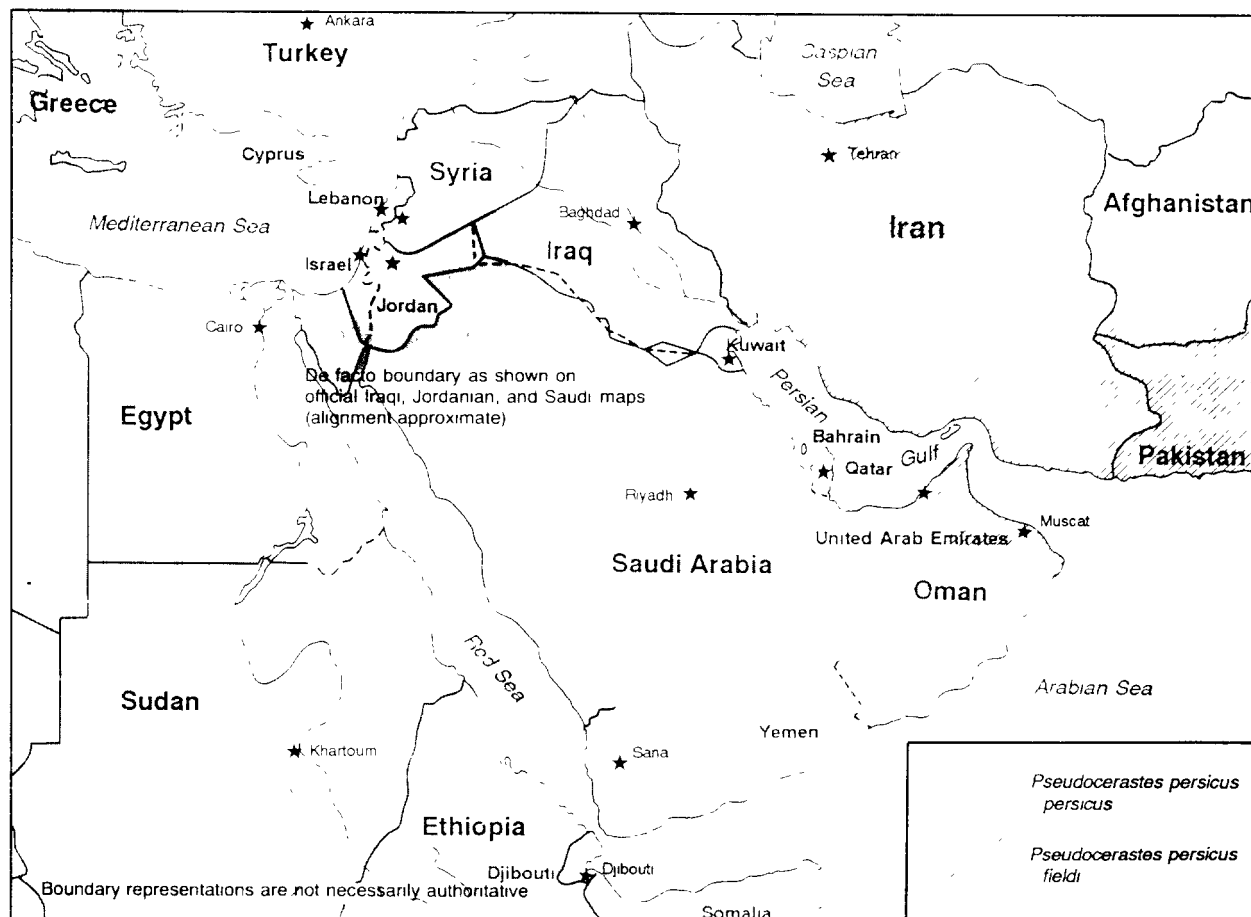 Ankara
Turkey
Caspian
Sea
Greece
Cyprus
Tehran
Syria
Lebanon
Afghanistan
Mediterranean Sea
Baghdad
Iran
Iraq
Israel
Jordan
Cairo
Kuwait
De facto boundary as shown on
official Iraqi, Jordanian, and Saudi maps
(alignment approximate)
Persian
Gulf
Egypt
Bahrain
Qatar
Pakistan
Riyadh
Muscat
United Arab Emirates
Saudi Arabia
Oman
Red Sea
Arabian Sea
Sudan
Yemen
Khartoum
Sana
Pseudocerastes persicus
persicus
Ethiopia
Pseudocerastes persicus
fieldi
Djibouti
Djibouti
Boundary representations are not necessarily authoritative
Somalia